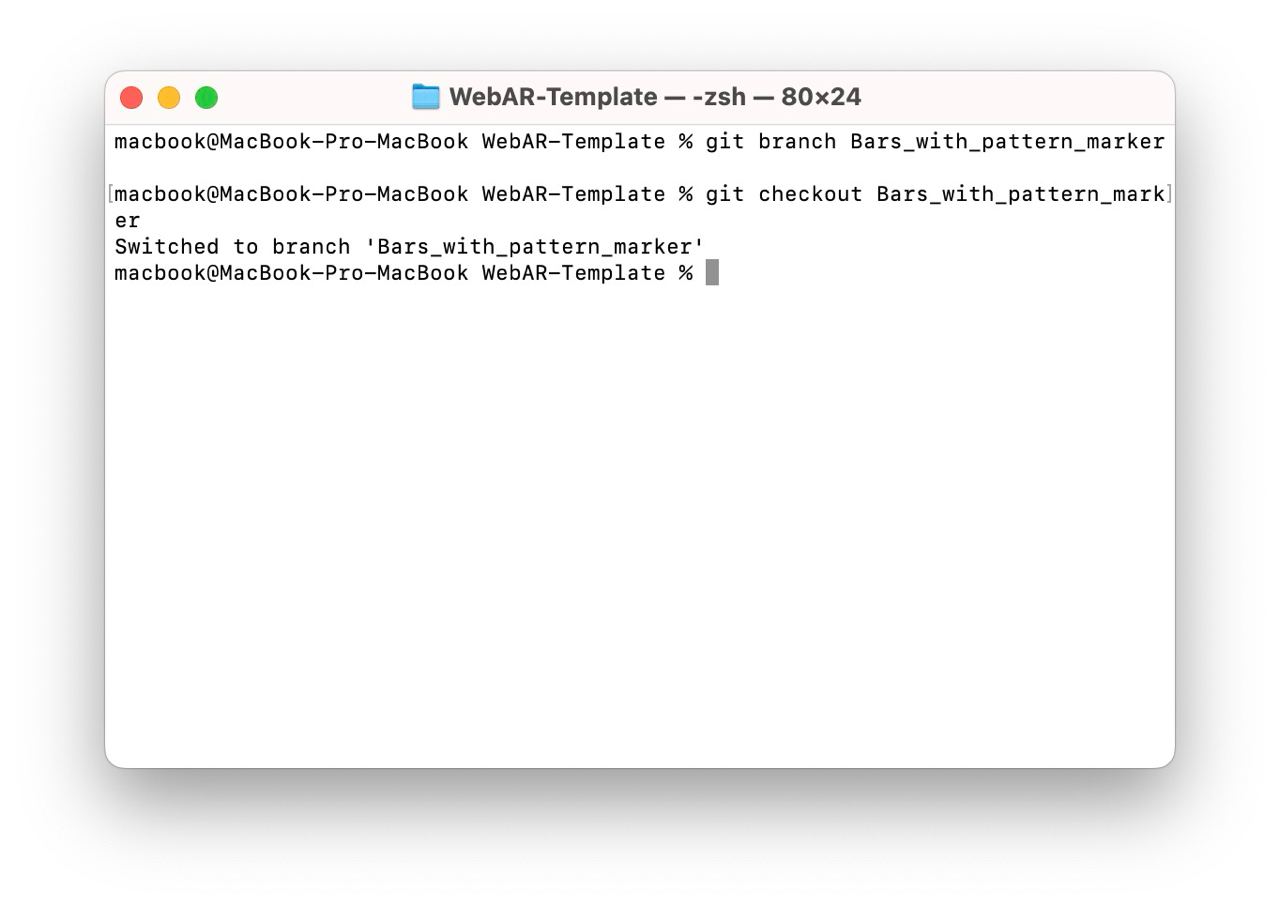 WebAR-Template — -zsh — 80×24
macbook@MacBook-Pro-MacBook WebAR-Template % git branch Bars_with_pattern_marker
[macbook@MacBook-Pro-MacBook WebAR-Template % git checkout Bars_with_pattern_mark]
er
Switched to branch 'Bars_with_pattern_marker'
macbook@MacBook-Pro-MacBook WebAR-Template %